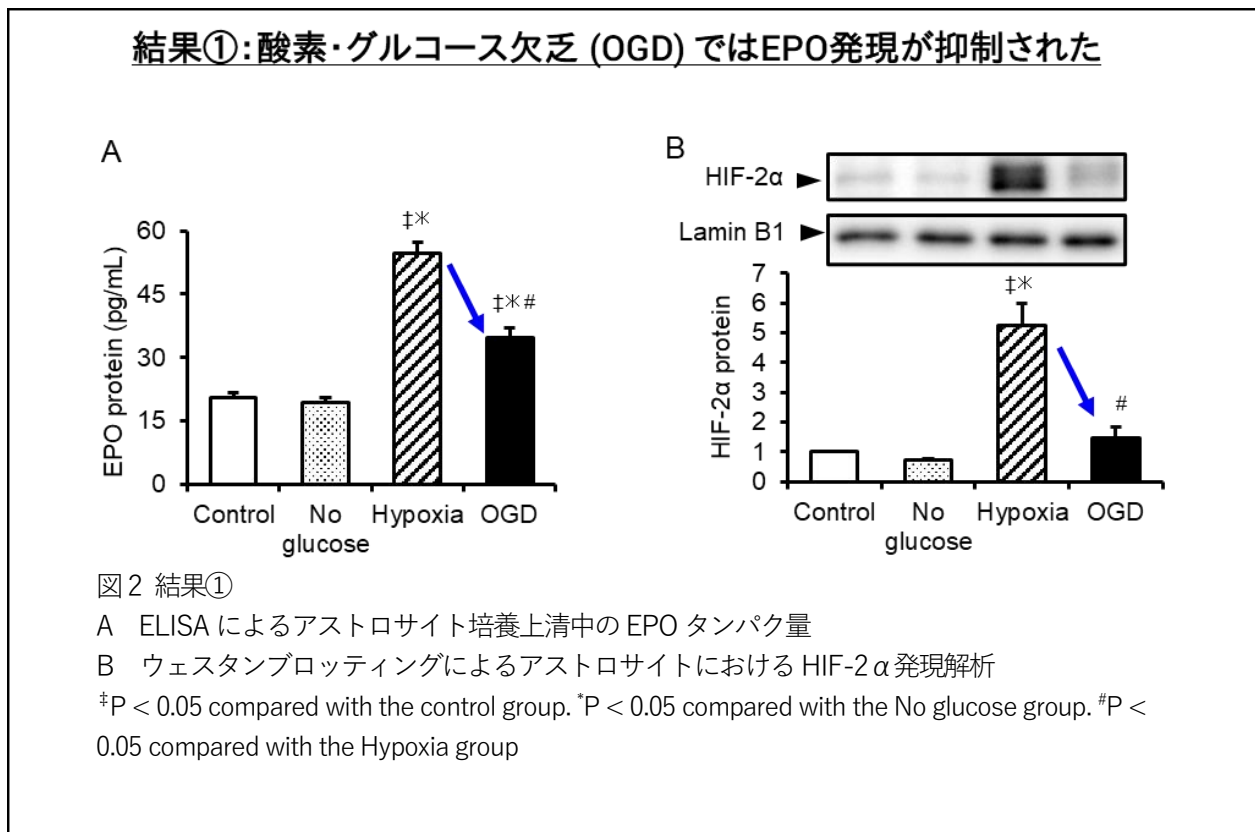 結果①:酸素・グルコース欠乏 (OGD) ではEPO発現が抑制された
A
EPO protein (pg/mL)
60
45
30
15
0
‡*
‡*#
Control
No glucose
Hypoxia
OGD
B
HIF-2α
Lamin B1
HIF-2α protein
7
6
5
4
3
2
1
0
‡*
#
Control
No glucose
Hypoxia
OGD
図2 結果①
A　ELISA によるアストロサイト培養上清中の EPO タンパク量
B　ウェスタンブロッティングによるアストロサイトにおける HIF-2α発現解析
‡P < 0.05 compared with the control group. *P < 0.05 compared with the No glucose group. #P <
0.05 compared with the Hypoxia group